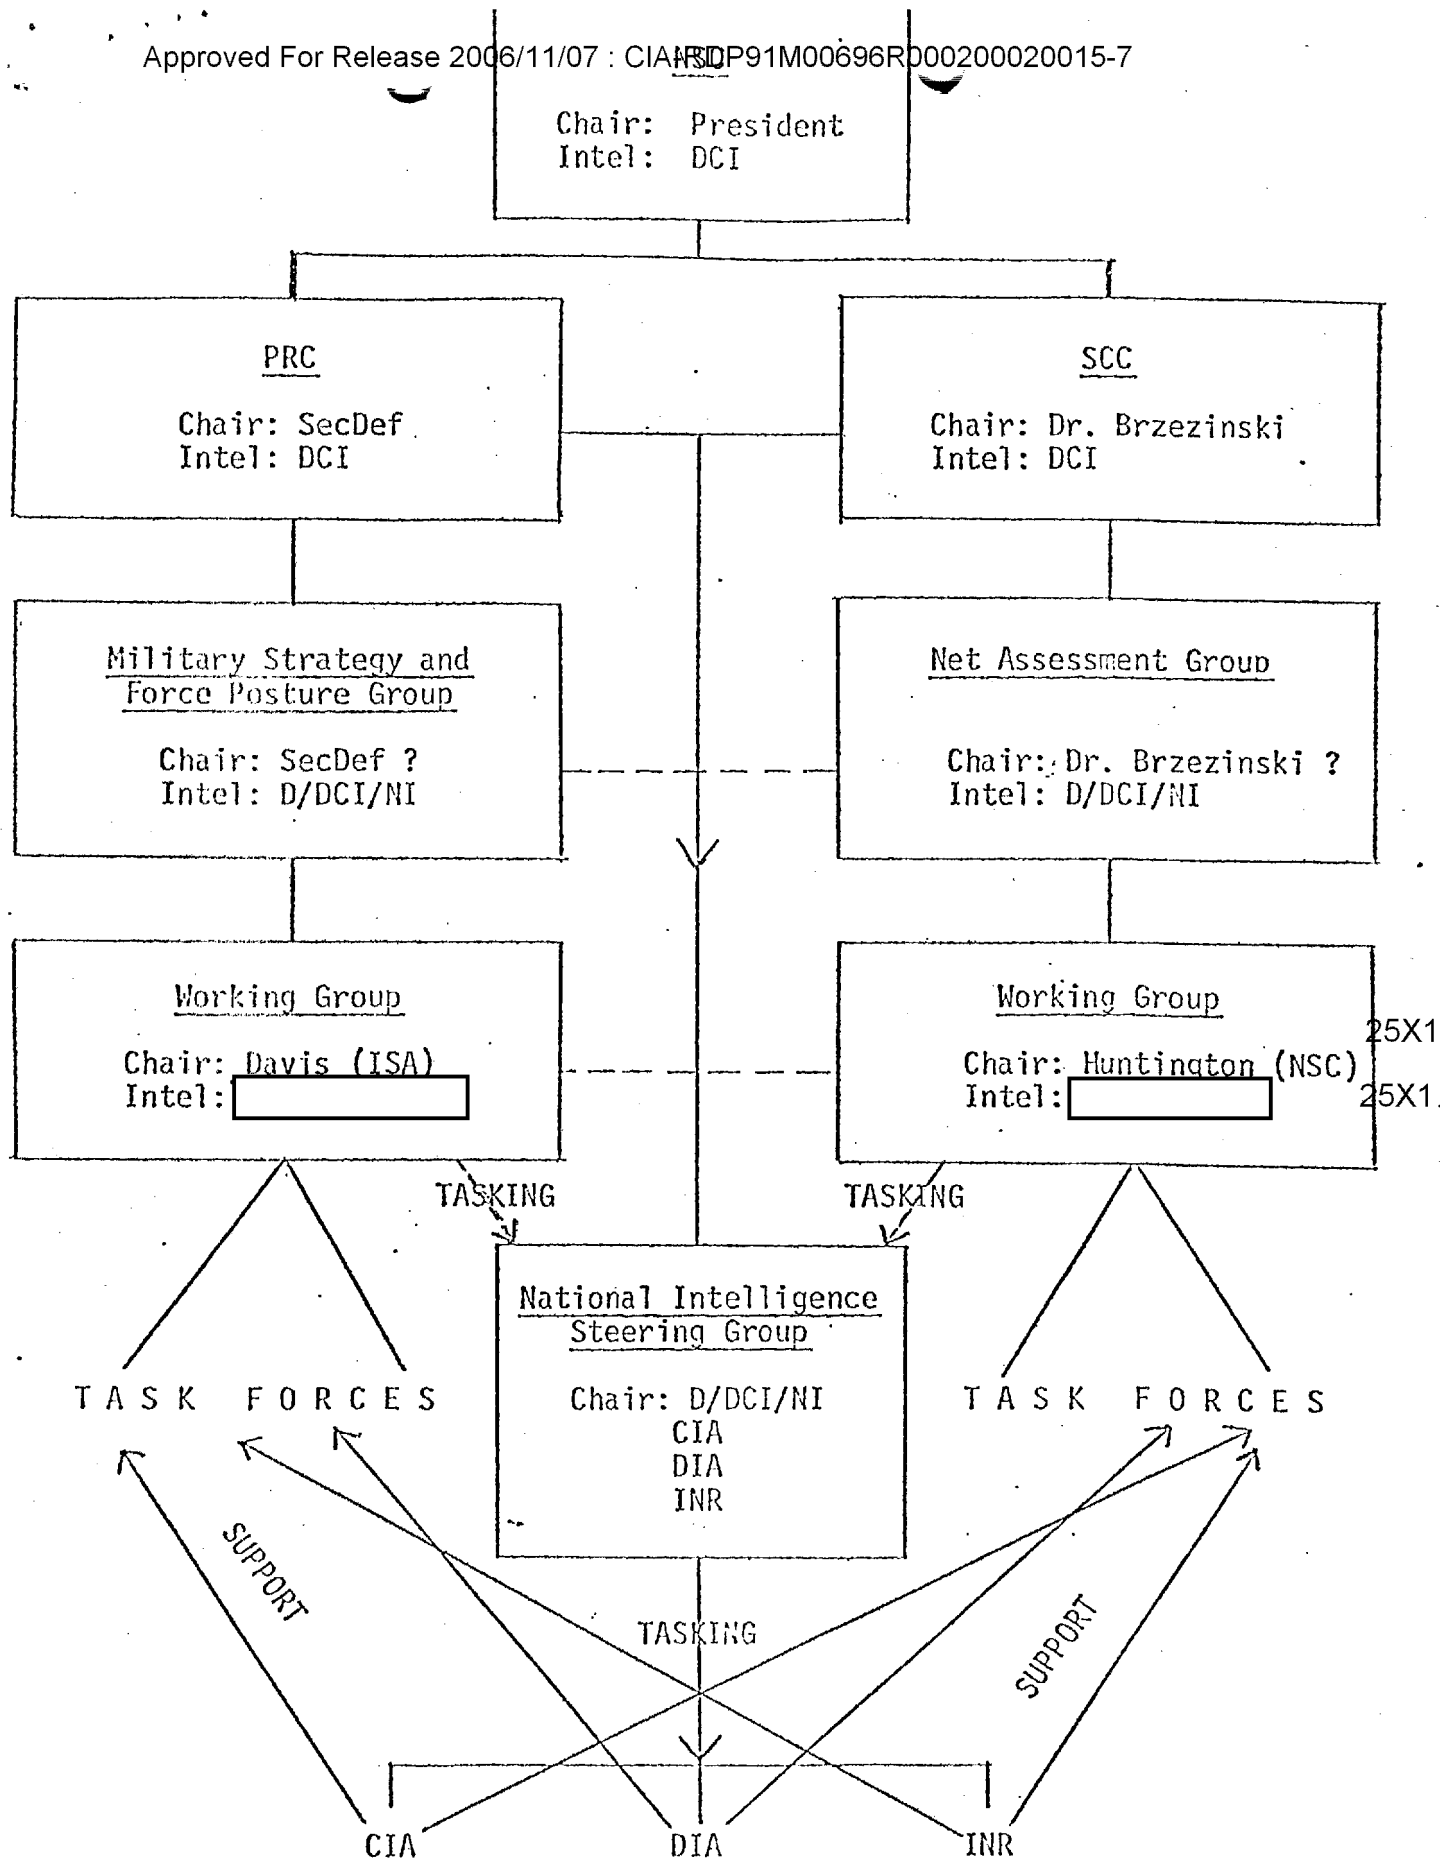 Approved For Release 2006/11/07 : CIA-RDP91M00696R000200020015-7
NSC
Chair: President
Intel: DCI
PRC
Chair: SecDef
Intel: DCI
SCC
Chair: Dr. Brzezinski
Intel: DCI
Military Strategy and
Force Posture Group
Chair: SecDef ?
Intel: D/DCI/NI
Net Assessment Group
Chair: Dr. Brzezinski ?
Intel: D/DCI/NI
Working Group
Chair: Davis (ISA)
Intel:
Working Group
Chair: Huntington (NSC)
Intel:
25X1
25X1
TASKING
TASKING
National Intelligence
Steering Group
Chair: D/DCI/NI
CIA
DIA
INR
TASK FORCES
TASK FORCES
SUPPORT
TASKING
SUPPORT
CIA
DIA
INR